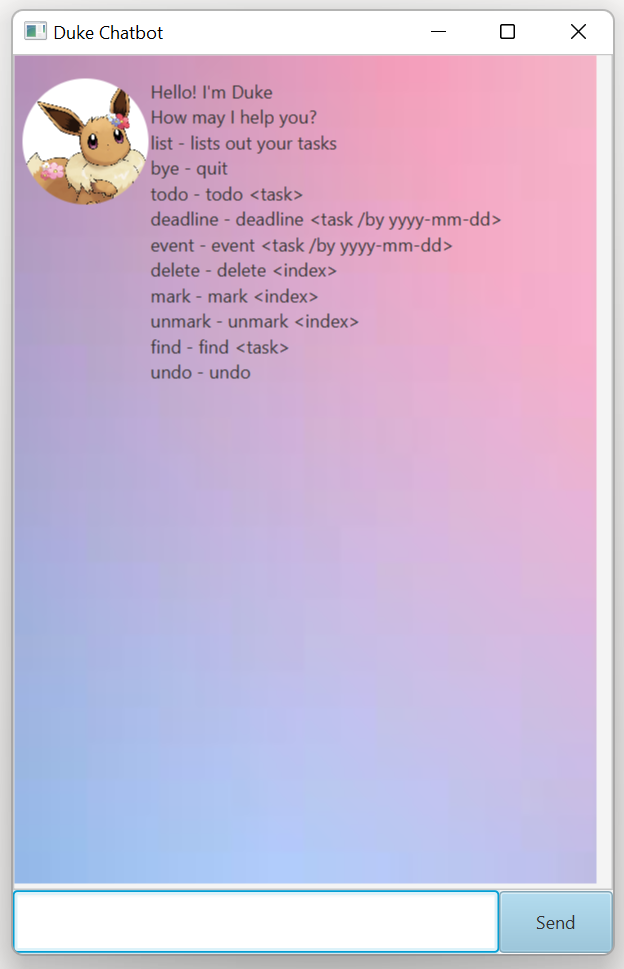 Duke Chatbot
Hello! I'm Duke
How may I help you?
list - lists out your tasks
bye - quit
todo - todo <task>
deadline - deadline <task /by yyyy-mm-dd>
event - event <task /by yyyy-mm-dd>
delete - delete <index>
mark - mark <index>
unmark - unmark <index>
find - find <task>
undo - undo
Send